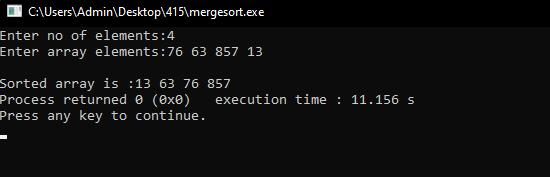 C:\Users\Admin\Desktop\415\mergesort.exe
Enter no of elements:4
Enter array elements:76 63 857 13
Sorted array is :13 63 76 857
Process returned 0 (0x0)   execution time : 11.156 s
Press any key to continue.